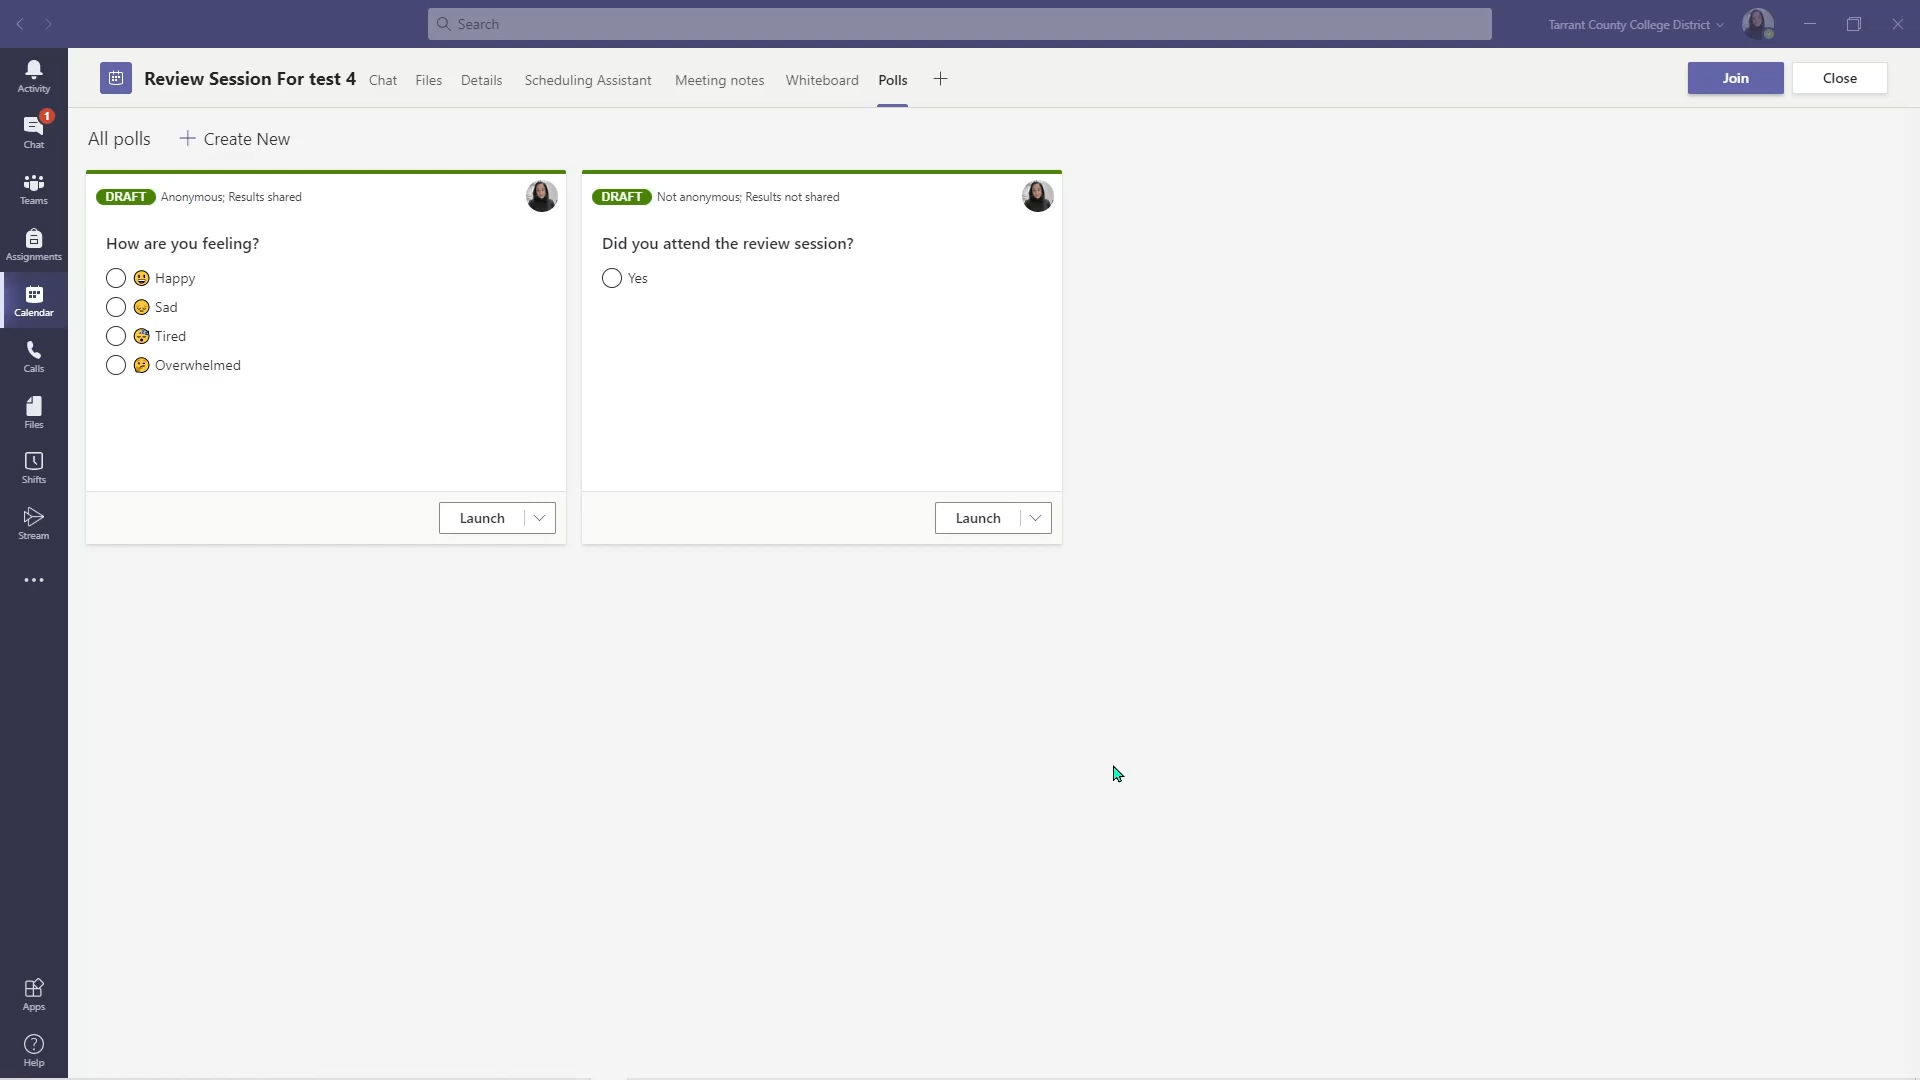 Search
Tarrant County College District
Activity
1
Chat
Teams
Assignments
Calendar
Calls
Files
Shifts
Stream
Apps
Help
Review Session For test 4 Chat Files Details Scheduling Assistant Meeting notes Whiteboard Polls
Join Close
All polls Create New
DRAFT Anonymous; Results shared
How are you feeling?
Happy
Sad
Tired
Overwhelmed
Launch
DRAFT Not anonymous; Results not shared
Did you attend the review session?
Yes
Launch